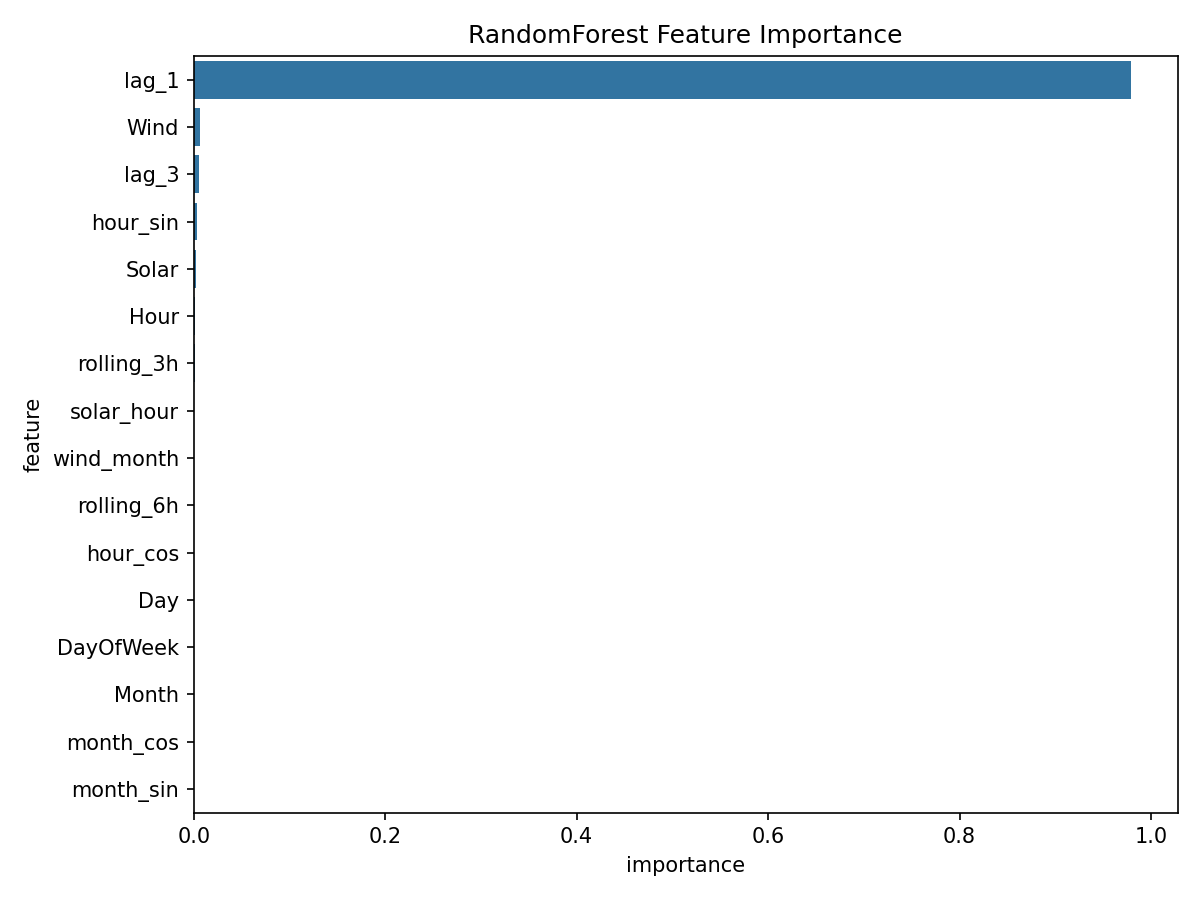 RandomForest Feature Importance
lag_1
Wind
lag_3
hour_sin
Solar
Hour
rolling_3h
solar_hour
wind_month
rolling_6h
hour_cos
Day
DayOfWeek
Month
month_cos
month_sin
feature
0.0 0.2 0.4 0.6 0.8 1.0
importance